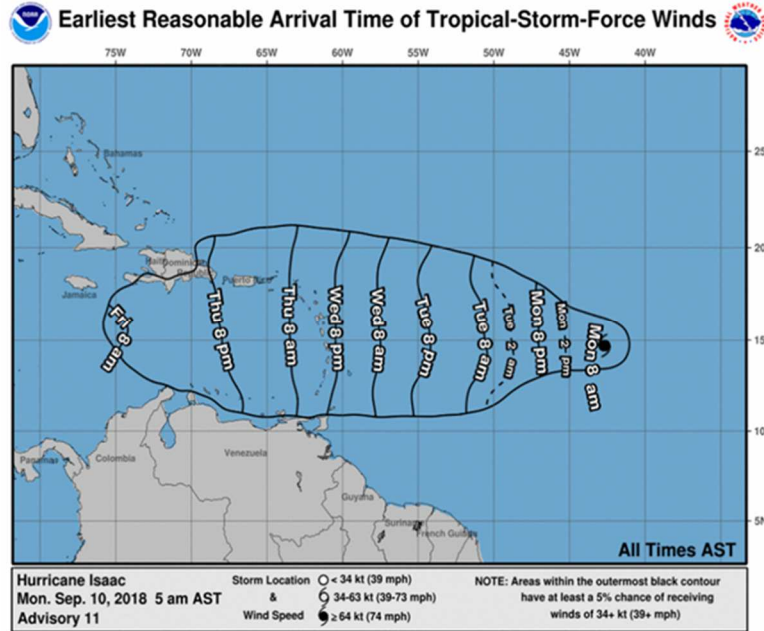 Earliest Reasonable Arrival Time of Tropical-Storm-Force Winds
75W 70W 65W 60W 55W 50W 45W 40W
25
20
15
10
5N
Bahamas
Haiti
Dominican
Republic
Puerto Rico
Jamaica
Panama
Colombia
Venezuela
Guyana
Suriname
French Guiana
Fri 8 am
Thu 8 pm
Thu 8 am
Wed 8 pm
Wed 8 am
Tue 8 pm
Tue 8 am
Tue -2- am
Mon 8 pm
Mon -2- pm
Mon 8 am
All Times AST
Hurricane Isaac
Mon. Sep. 10, 2018 5 am AST
Advisory 11
Storm Location < 34 kt (39 mph)
& 34-63 kt (39-73 mph)
Wind Speed ≥ 64 kt (74 mph)
NOTE: Areas within the outermost black contour
have at least a 5% chance of receiving
winds of 34+ kt (39+ mph)